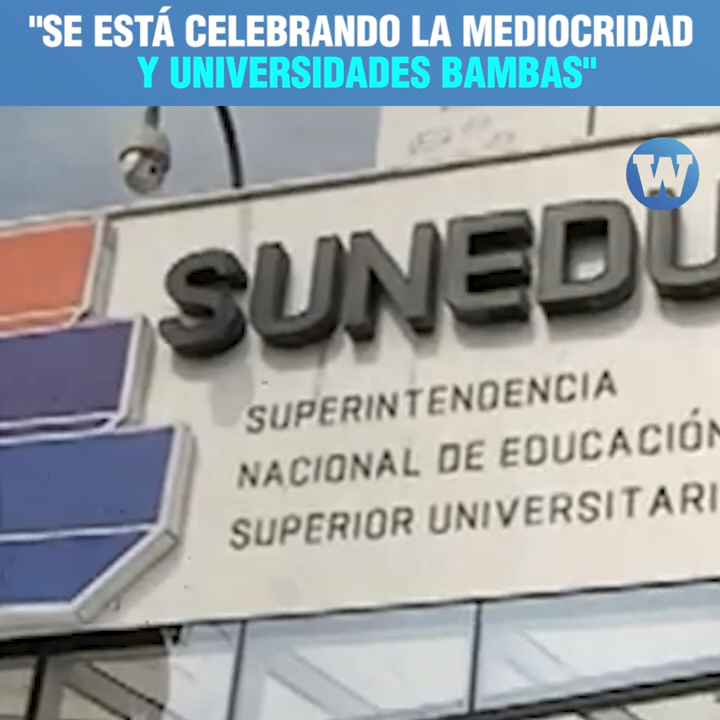 "SE ESTÁ CELEBRANDO LA MEDIOCRIDAD
Y UNIVERSIDADES BAMBAS"
W
SUNEDU
SUPERINTENDENCIA
NACIONAL DE EDUCACIÓN
SUPERIOR UNIVERSITARI